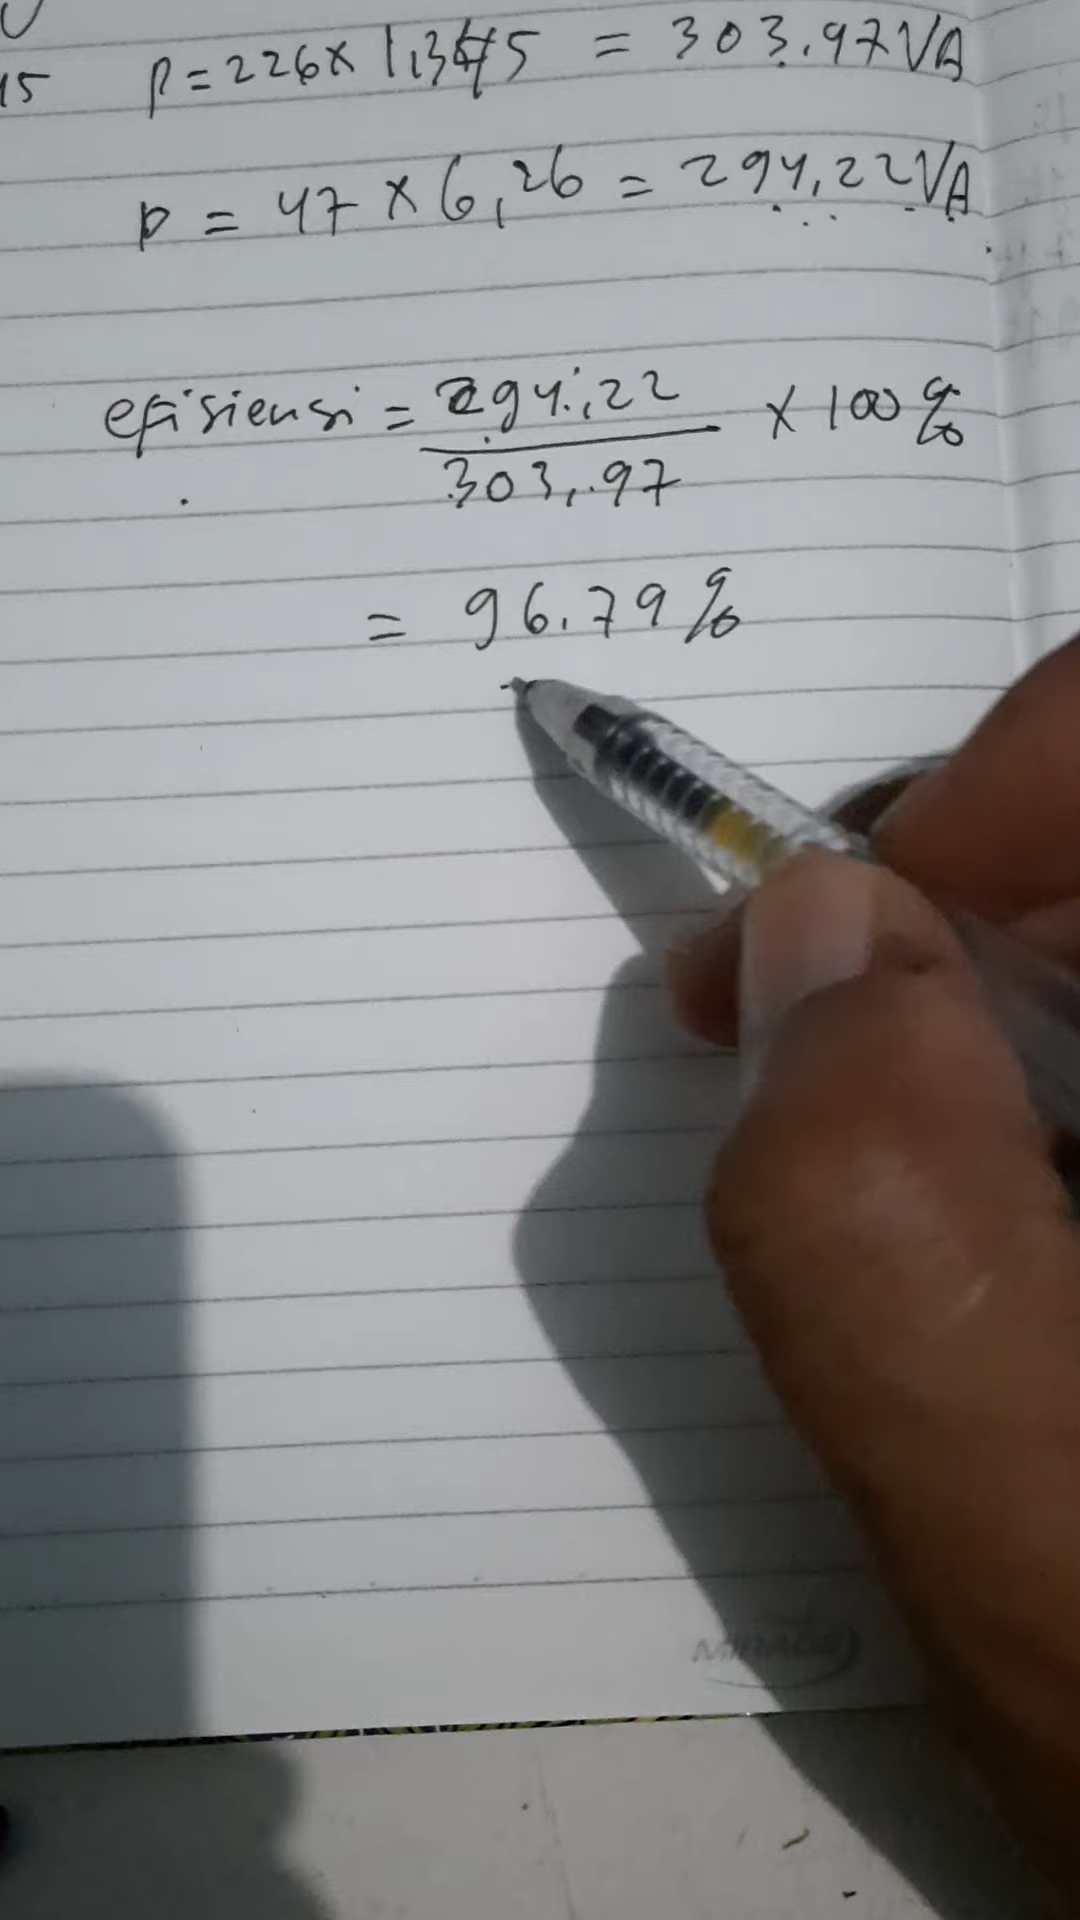 15 P = 226 x 1,345 = 303.97 VA
P = 47 x 6,26 = 294,22 VA
efisiensi = 294,22 / 303,97 x 100 %
= 96.79 %
MIRAGE